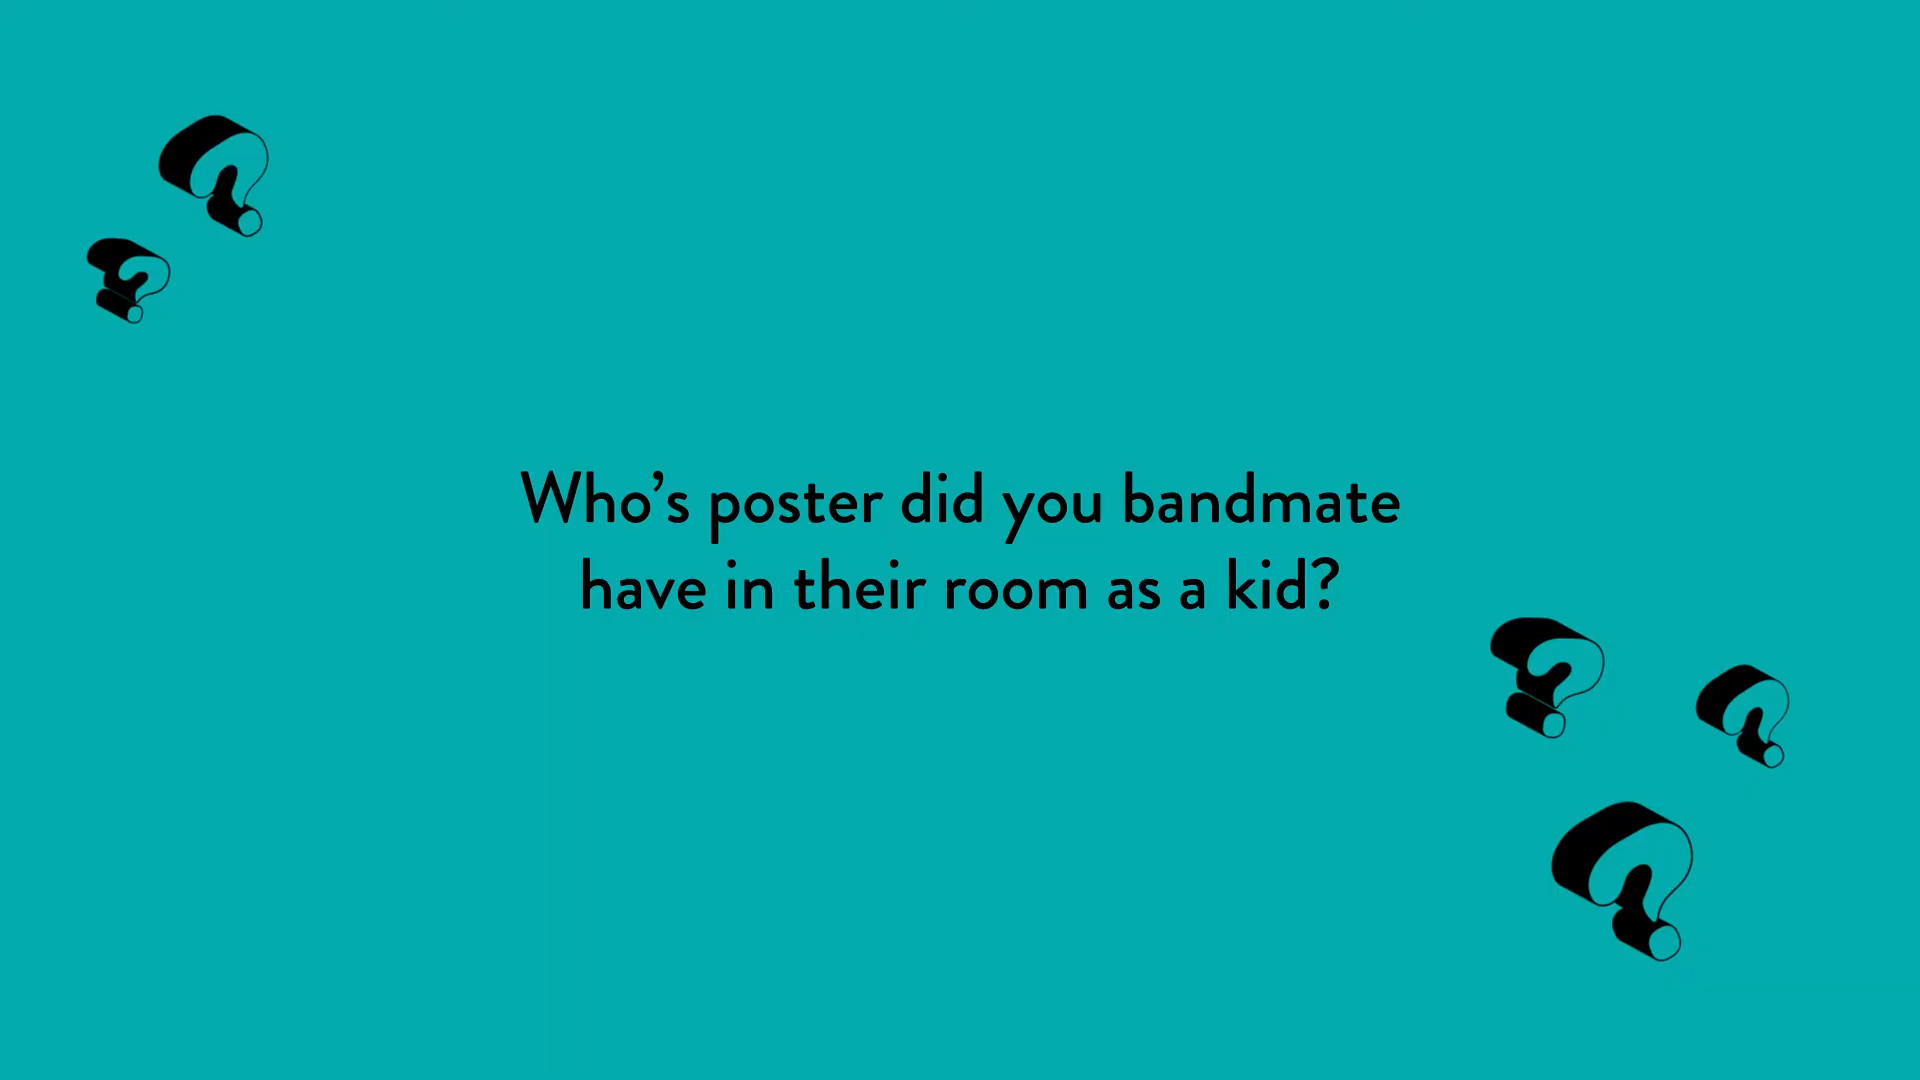 Who’s poster did you bandmate
have in their room as a kid?